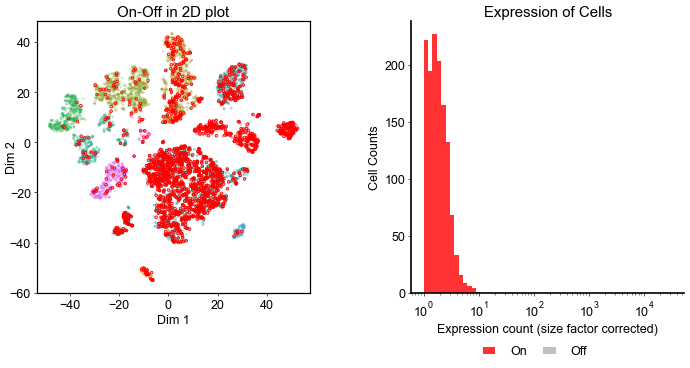 On-Off in 2D plot
40
20
0
−20
−40
−60
Dim 2
−40
−20
0
20
40
Dim 1
Expression of Cells
200
150
100
50
0
Cell Counts
10^0
10^1
10^2
10^3
10^4
Expression count (size factor corrected)
On
Off